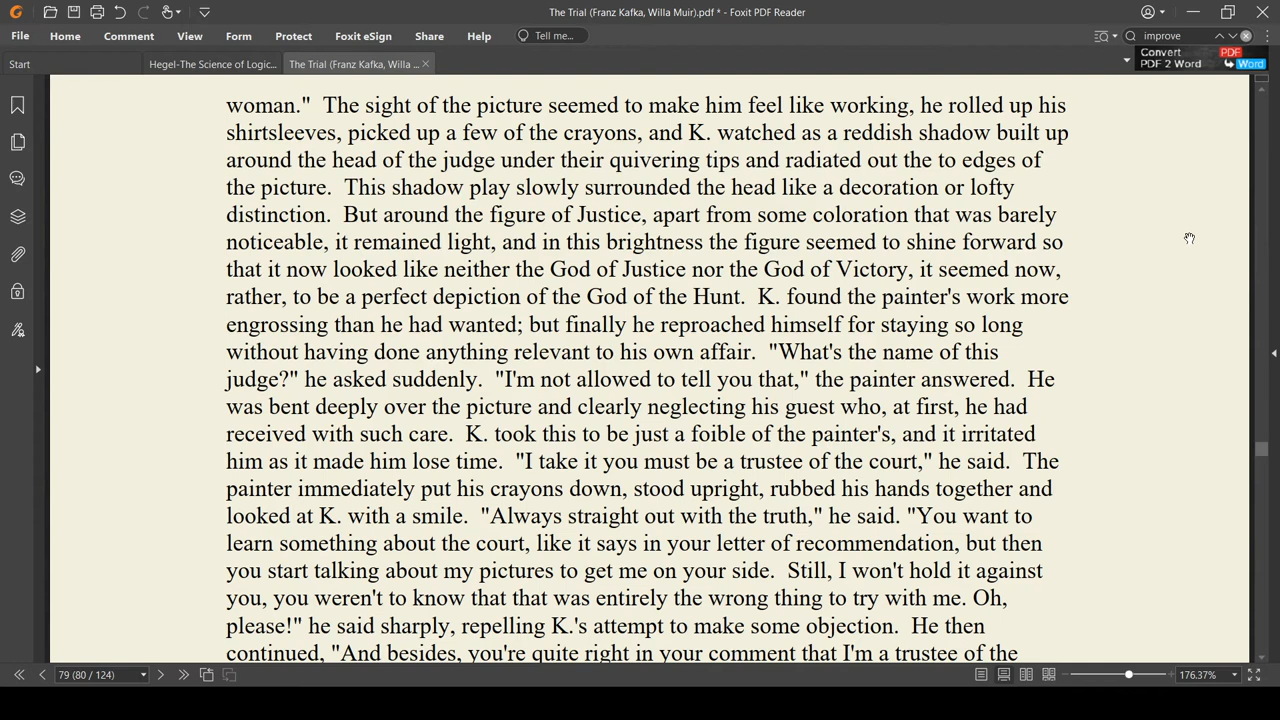 The Trial (Franz Kafka, Willa Muir).pdf * - Foxit PDF Reader
File Home Comment View Form Protect Foxit eSign Share Help Tell me... improve
Start Hegel-The Science of Logic... The Trial (Franz Kafka, Willa ... Convert PDF
PDF 2 Word Word
woman." The sight of the picture seemed to make him feel like working, he rolled up his
shirtsleeves, picked up a few of the crayons, and K. watched as a reddish shadow built up
around the head of the judge under their quivering tips and radiated out the to edges of
the picture. This shadow play slowly surrounded the head like a decoration or lofty
distinction. But around the figure of Justice, apart from some coloration that was barely
noticeable, it remained light, and in this brightness the figure seemed to shine forward so
that it now looked like neither the God of Justice nor the God of Victory, it seemed now,
rather, to be a perfect depiction of the God of the Hunt. K. found the painter's work more
engrossing than he had wanted; but finally he reproached himself for staying so long
without having done anything relevant to his own affair. "What's the name of this
judge?" he asked suddenly. "I'm not allowed to tell you that," the painter answered. He
was bent deeply over the picture and clearly neglecting his guest who, at first, he had
received with such care. K. took this to be just a foible of the painter's, and it irritated
him as it made him lose time. "I take it you must be a trustee of the court," he said. The
painter immediately put his crayons down, stood upright, rubbed his hands together and
looked at K. with a smile. "Always straight out with the truth," he said. "You want to
learn something about the court, like it says in your letter of recommendation, but then
you start talking about my pictures to get me on your side. Still, I won't hold it against
you, you weren't to know that that was entirely the wrong thing to try with me. Oh,
please!" he said sharply, repelling K.'s attempt to make some objection. He then
continued, "And besides, you're quite right in your comment that I'm a trustee of the
79 (80 / 124) 176.37%